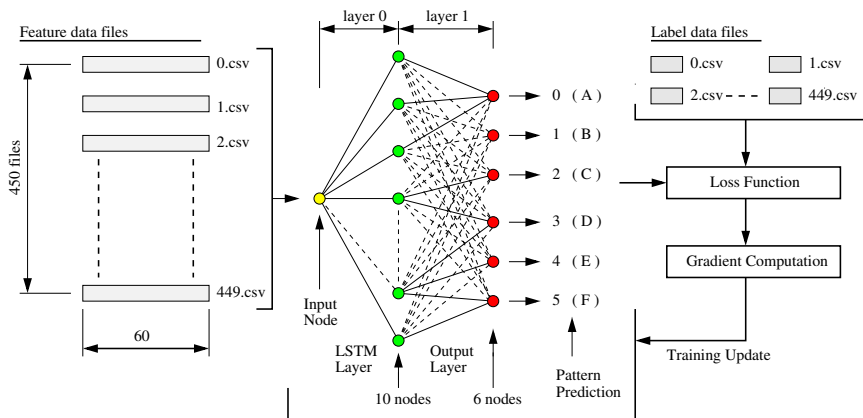 Feature data files
0.csv
1.csv
2.csv
449.csv
450 files
60
layer 0
layer 1
Input
Node
LSTM
Layer
Output
Layer
10 nodes
6 nodes
0 ( A )
1 ( B )
2 ( C )
3 ( D )
4 ( E )
5 ( F )
Pattern
Prediction
Label data files
0.csv
1.csv
2.csv
449.csv
Loss Function
Gradient Computation
Training Update